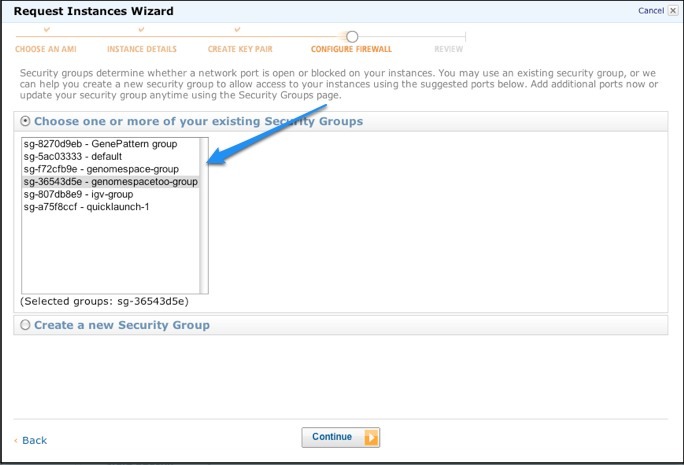 Request Instances Wizard
Cancel
CHOOSE AN AMI INSTANCE DETAILS CREATE KEY PAIR CONFIGURE FIREWALL REVIEW
Security groups determine whether a network port is open or blocked on your instances. You may use an existing security group, or we
can help you create a new security group to allow access to your instances using the suggested ports below. Add additional ports now or
update your security group anytime using the Security Groups page.
Choose one or more of your existing Security Groups
sg-8270d9eb - GenePattern group
sg-5ac03333 - default
sg-f72cfb9e - genomespace-group
sg-36543d5e - genomespacetoo-group
sg-807db8e9 - igv-group
sg-a75f8ccf - quicklaunch-1
(Selected groups: sg-36543d5e)
Create a new Security Group
Back
Continue